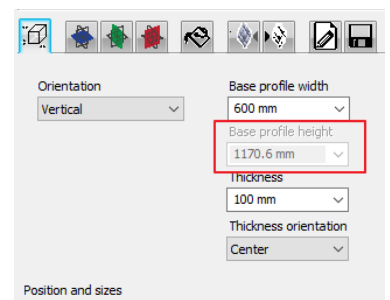 Orientation
Vertical
Base profile width
600 mm
Base profile height
1170.6 mm
Thickness
100 mm
Thickness orientation
Center
Position and sizes